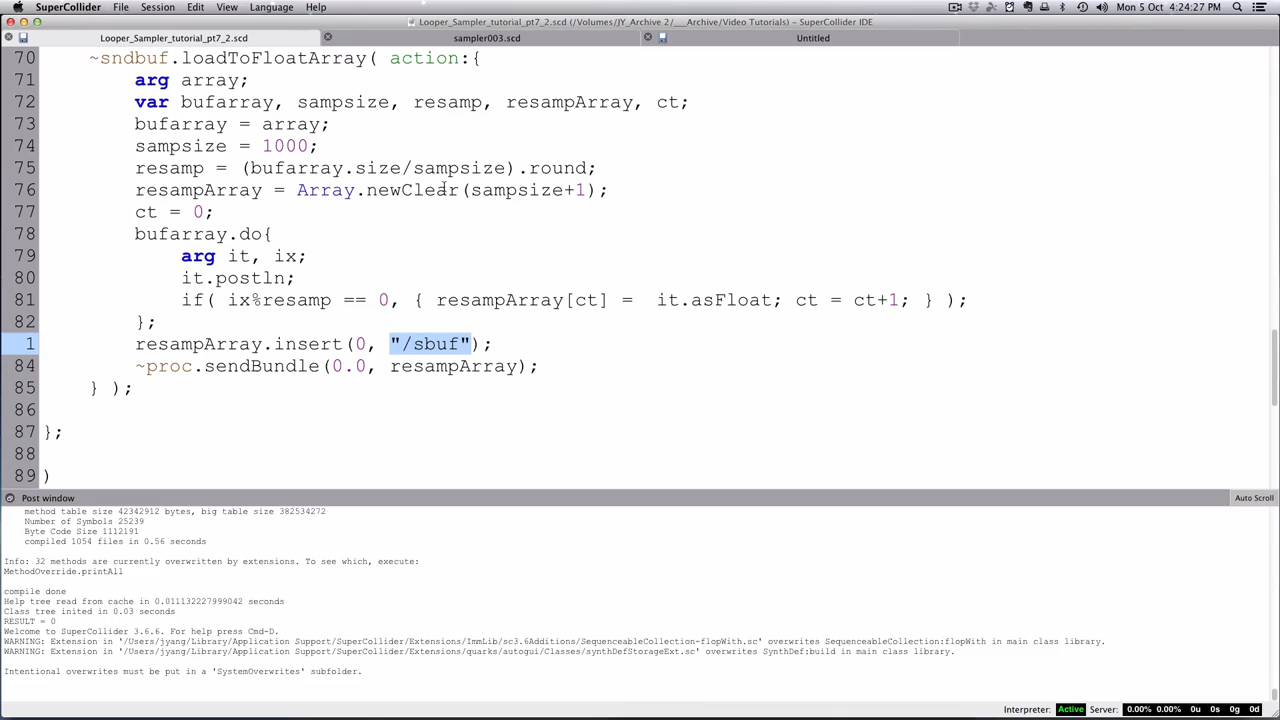 SuperCollider File Session Edit View Language Help Mon 5 Oct 4:24:27 PM
Looper_Sampler_tutorial_pt7_2.scd (/Volumes/JY_Archive 2/___Archive/Video Tutorials) – SuperCollider IDE
Looper_Sampler_tutorial_pt7_2.scd sampler003.scd Untitled
70 ~sndbuf.loadToFloatArray( action:{
71 arg array;
72 var bufarray, sampsize, resamp, resampArray, ct;
73 bufarray = array;
74 sampsize = 1000;
75 resamp = (bufarray.size/sampsize).round;
76 resampArray = Array.newClear(sampsize+1);
77 ct = 0;
78 bufarray.do{
79 arg it, ix;
80 it.postln;
81 if( ix%resamp == 0, { resampArray[ct] =  it.asFloat; ct = ct+1; } );
82 };
1 resampArray.insert(0, "/sbuf");
84 ~proc.sendBundle(0.0, resampArray);
85 } );
86
87 };
88
89 )
Post window Auto Scroll
method table size 42342912 bytes, big table size 382534272
Number of Symbols 25239
Byte Code Size 1112191
compiled 1054 files in 0.56 seconds
Info: 32 methods are currently overwritten by extensions. To see which, execute:
MethodOverride.printAll
compile done
Help tree read from cache in 0.011132227999042 seconds
Class tree inited in 0.03 seconds
RESULT = 0
Welcome to SuperCollider 3.6.6. For help press Cmd-D.
WARNING: Extension in '/Users/jyang/Library/Application Support/SuperCollider/Extensions/ImmLib/sc3.6Additions/SequenceableCollection-flopWith.sc' overwrites SequenceableCollection:flopWith in main class library.
WARNING: Extension in '/Users/jyang/Library/Application Support/SuperCollider/Extensions/quarks/autogui/Classes/synthDefStorageExt.sc' overwrites SynthDef:build in main class library.
Intentional overwrites must be put in a 'SystemOverwrites' subfolder.
Interpreter: Active Server: 0.00% 0.00% 0u 0s 0g 0d